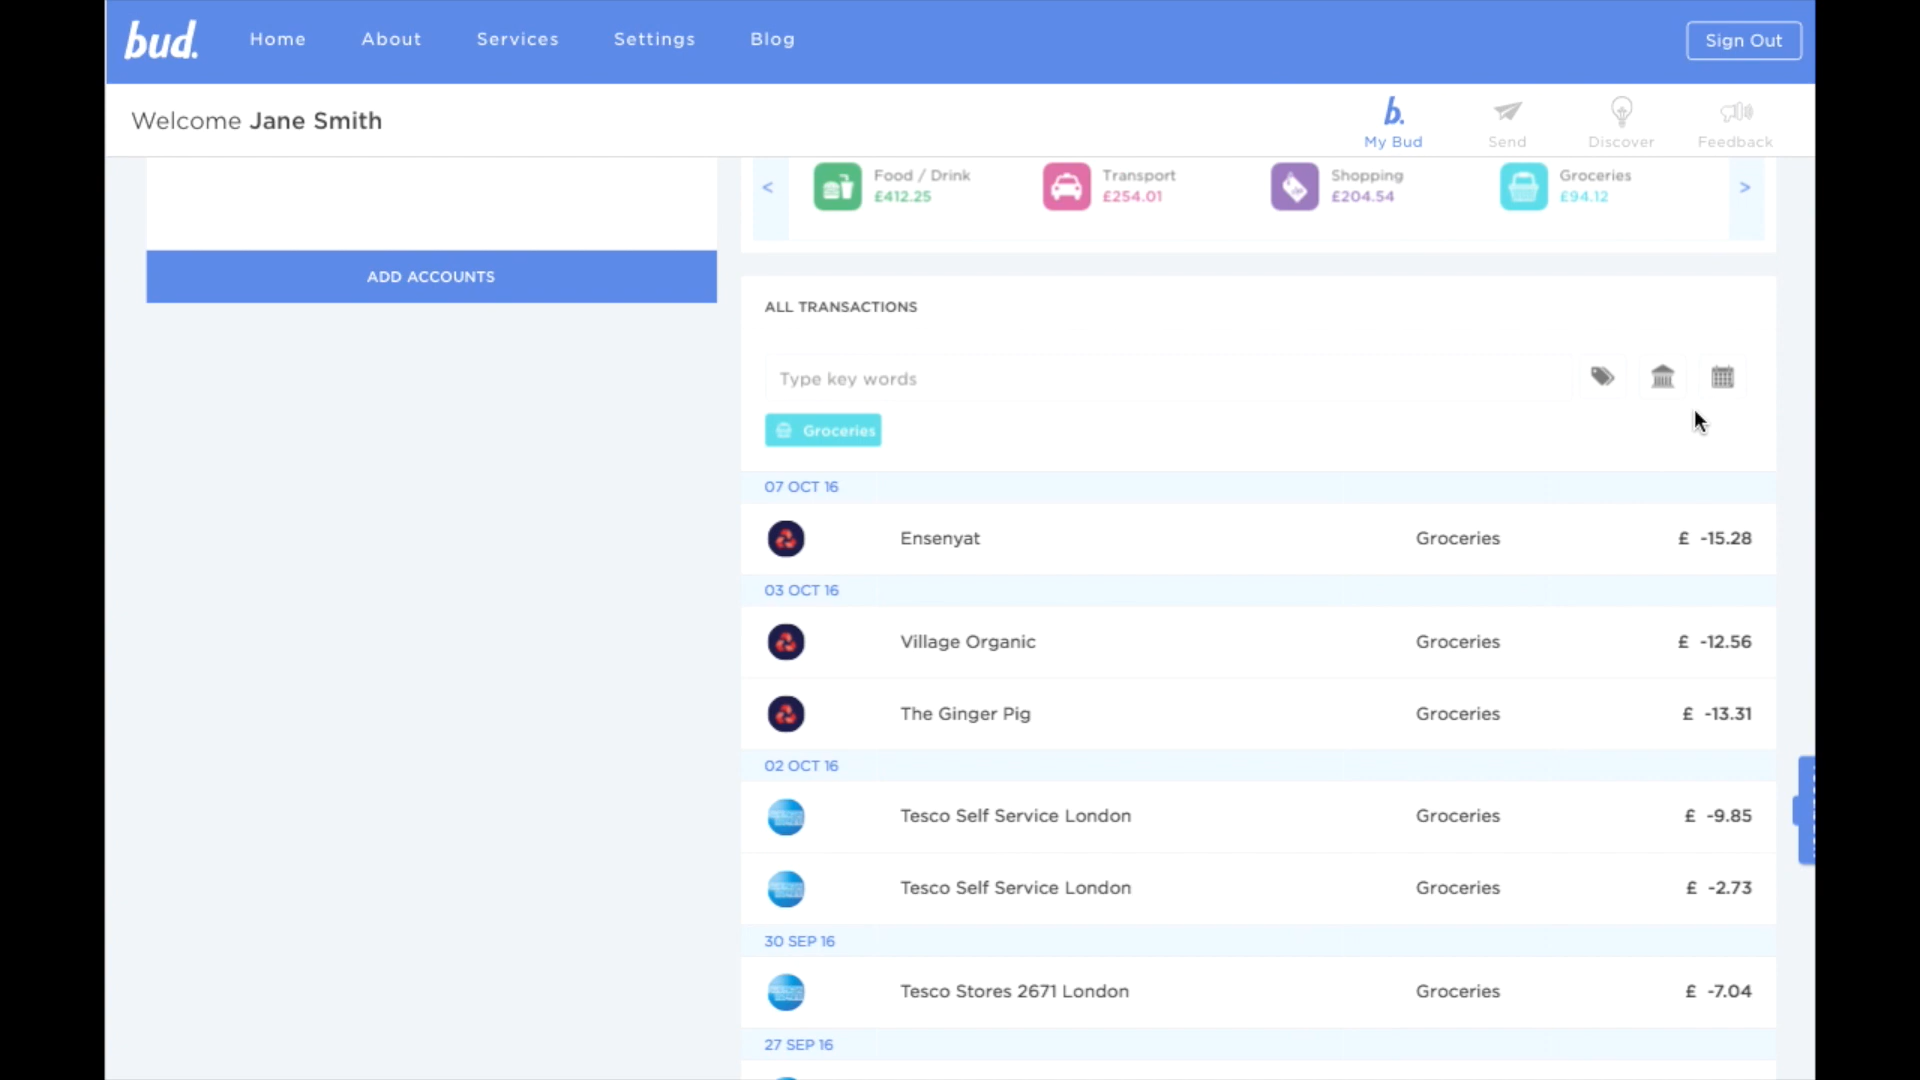 bud.
Home About Services Settings Blog
Sign Out
Welcome Jane Smith
b.
My Bud
Send
Discover
Feedback
< Food / Drink
£412.25
Transport
£254.01
Shopping
£204.54
Groceries
£94.12
>
ADD ACCOUNTS
ALL TRANSACTIONS
Type key words
Groceries
07 OCT 16
Ensenyat Groceries £ -15.28
03 OCT 16
Village Organic Groceries £ -12.56
The Ginger Pig Groceries £ -13.31
02 OCT 16
Tesco Self Service London Groceries £ -9.85
Tesco Self Service London Groceries £ -2.73
30 SEP 16
Tesco Stores 2671 London Groceries £ -7.04
27 SEP 16